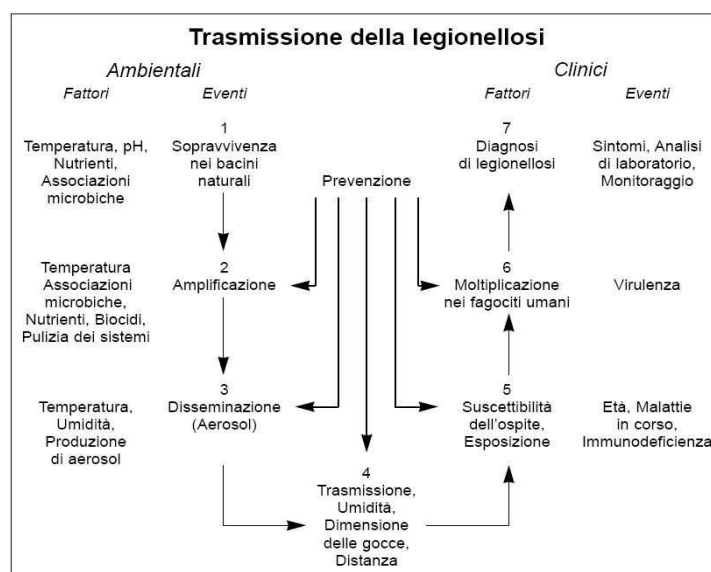 Trasmissione della legionellosi
Ambientali
Clinici
Fattori
Eventi
Fattori
Eventi
Temperatura, pH,
Nutrienti,
Associazioni
microbiche
1
Sopravvivenza
nei bacini
naturali
Prevenzione
7
Diagnosi
di legionellosi
Sintomi, Analisi
di laboratorio,
Monitoraggio
Temperatura
Associazioni
microbiche,
Nutrienti, Biocidi,
Pulizia dei sistemi
2
Amplificazione
6
Moltiplicazione
nei fagociti umani
Virulenza
Temperatura,
Umidità,
Produzione
di aerosol
3
Disseminazione
(Aerosol)
5
Suscettibilità
dell'ospite,
Esposizione
Età, Malattie
in corso,
Immunodeficienza
4
Trasmissione,
Umidità,
Dimensione
delle gocce,
Distanza